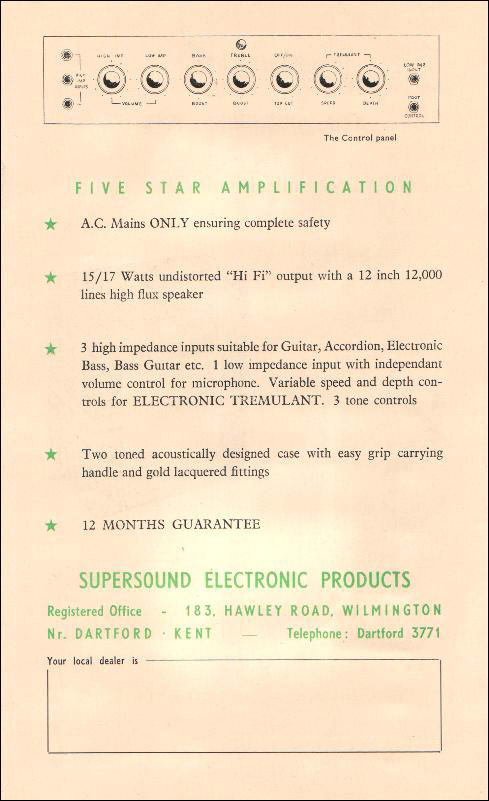 HIGH IMP LOW IMP BASS TREBLE OFF/ON TREMULANT
LOW IMP
INPUT
HIGH
IMP
INPUTS
FOOT
CONTROL
VOLUME BOOST BOOST TOP CUT SPEED DEPTH
The Control panel
FIVE STAR AMPLIFICATION
★ A.C. Mains ONLY ensuring complete safety
★ 15/17 Watts undistorted "Hi Fi" output with a 12 inch 12,000
lines high flux speaker
★ 3 high impedance inputs suitable for Guitar, Accordion, Electronic
Bass, Bass Guitar etc. 1 low impedance input with independant
volume control for microphone. Variable speed and depth con-
trols for ELECTRONIC TREMULANT. 3 tone controls
★ Two toned acoustically designed case with easy grip carrying
handle and gold lacquered fittings
★ 12 MONTHS GUARANTEE
SUPERSOUND ELECTRONIC PRODUCTS
Registered Office - 183, HAWLEY ROAD, WILMINGTON
Nr. DARTFORD · KENT — Telephone: Dartford 3771
Your local dealer is